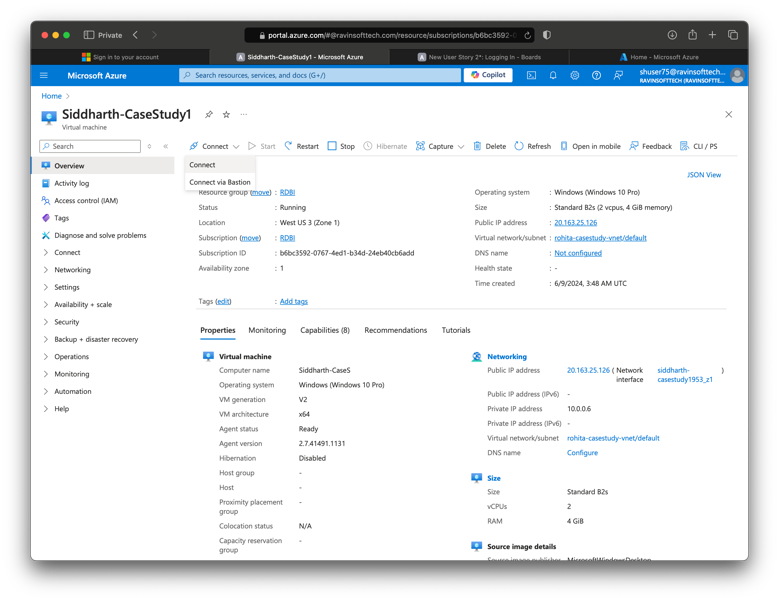 Private
portal.azure.com/#@ravinsofttech.com/resource/subscriptions/b6bc3592-0
Sign in to your account
Siddharth-CaseStudy1 - Microsoft Azure
New User Story 2*: Logging In - Boards
Home - Microsoft Azure
Microsoft Azure
Search resources, services, and docs (G+/)
Copilot
shuser75@ravinsofttech...
RAVINSOFTTECH (RAVINSOFTTE...
Home >
Siddharth-CaseStudy1
Virtual machine
Search
Connect
Start
Restart
Stop
Hibernate
Capture
Delete
Refresh
Open in mobile
Feedback
CLI / PS
Connect
Connect via Bastion
Overview
Activity log
Access control (IAM)
Tags
Diagnose and solve problems
Connect
Networking
Settings
Availability + scale
Security
Backup + disaster recovery
Operations
Monitoring
Automation
Help
JSON View
Resource group (move) : RDBI
Status : Running
Location : West US 3 (Zone 1)
Subscription (move) : RDBI
Subscription ID : b6bc3592-0767-4ed1-b34d-24eb40cb6add
Availability zone : 1
Operating system : Windows (Windows 10 Pro)
Size : Standard B2s (2 vcpus, 4 GiB memory)
Public IP address : 20.163.25.126
Virtual network/subnet : rohita-casestudy-vnet/default
DNS name : Not configured
Health state : -
Time created : 6/9/2024, 3:48 AM UTC
Tags (edit) : Add tags
Properties
Monitoring
Capabilities (8)
Recommendations
Tutorials
Virtual machine
Computer name Siddharth-CaseS
Operating system Windows (Windows 10 Pro)
VM generation V2
VM architecture x64
Agent status Ready
Agent version 2.7.41491.1131
Hibernation Disabled
Host group -
Host -
Proximity placement -
group
Colocation status N/A
Capacity reservation -
group
Networking
Public IP address 20.163.25.126 ( Network siddharth- )
interface casestudy1953_z1
Public IP address (IPv6) -
Private IP address 10.0.0.6
Private IP address (IPv6) -
Virtual network/subnet rohita-casestudy-vnet/default
DNS name Configure
Size
Size Standard B2s
vCPUs 2
RAM 4 GiB
Source image details
Source image publisher MicrosoftWindowsDesktop